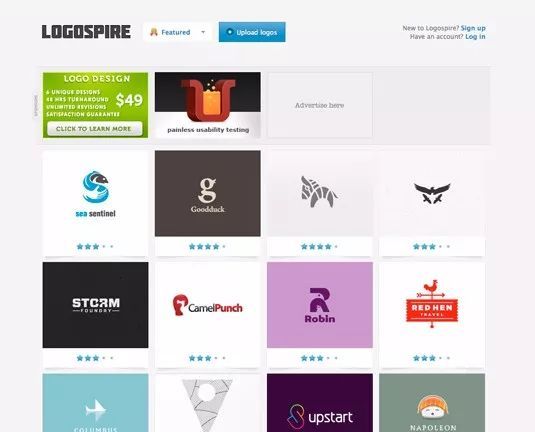 LOGOSPIRE
Featured
Upload logos
New to Logospire? Sign up
Have an account? Log in
LOGO DESIGN
6 UNIQUE DESIGNS
48 HRS TURNAROUND
UNLIMITED REVISIONS
SATISFACTION GUARANTEE
$49
CLICK TO LEARN MORE
painless usability testing
Advertise here
sea sentinel
g
Goodduck
STORM
FOUNDRY
CamelPunch
Robin
RED HEN
TRAVEL
COLUMBUS
upstart
NAPOLEON